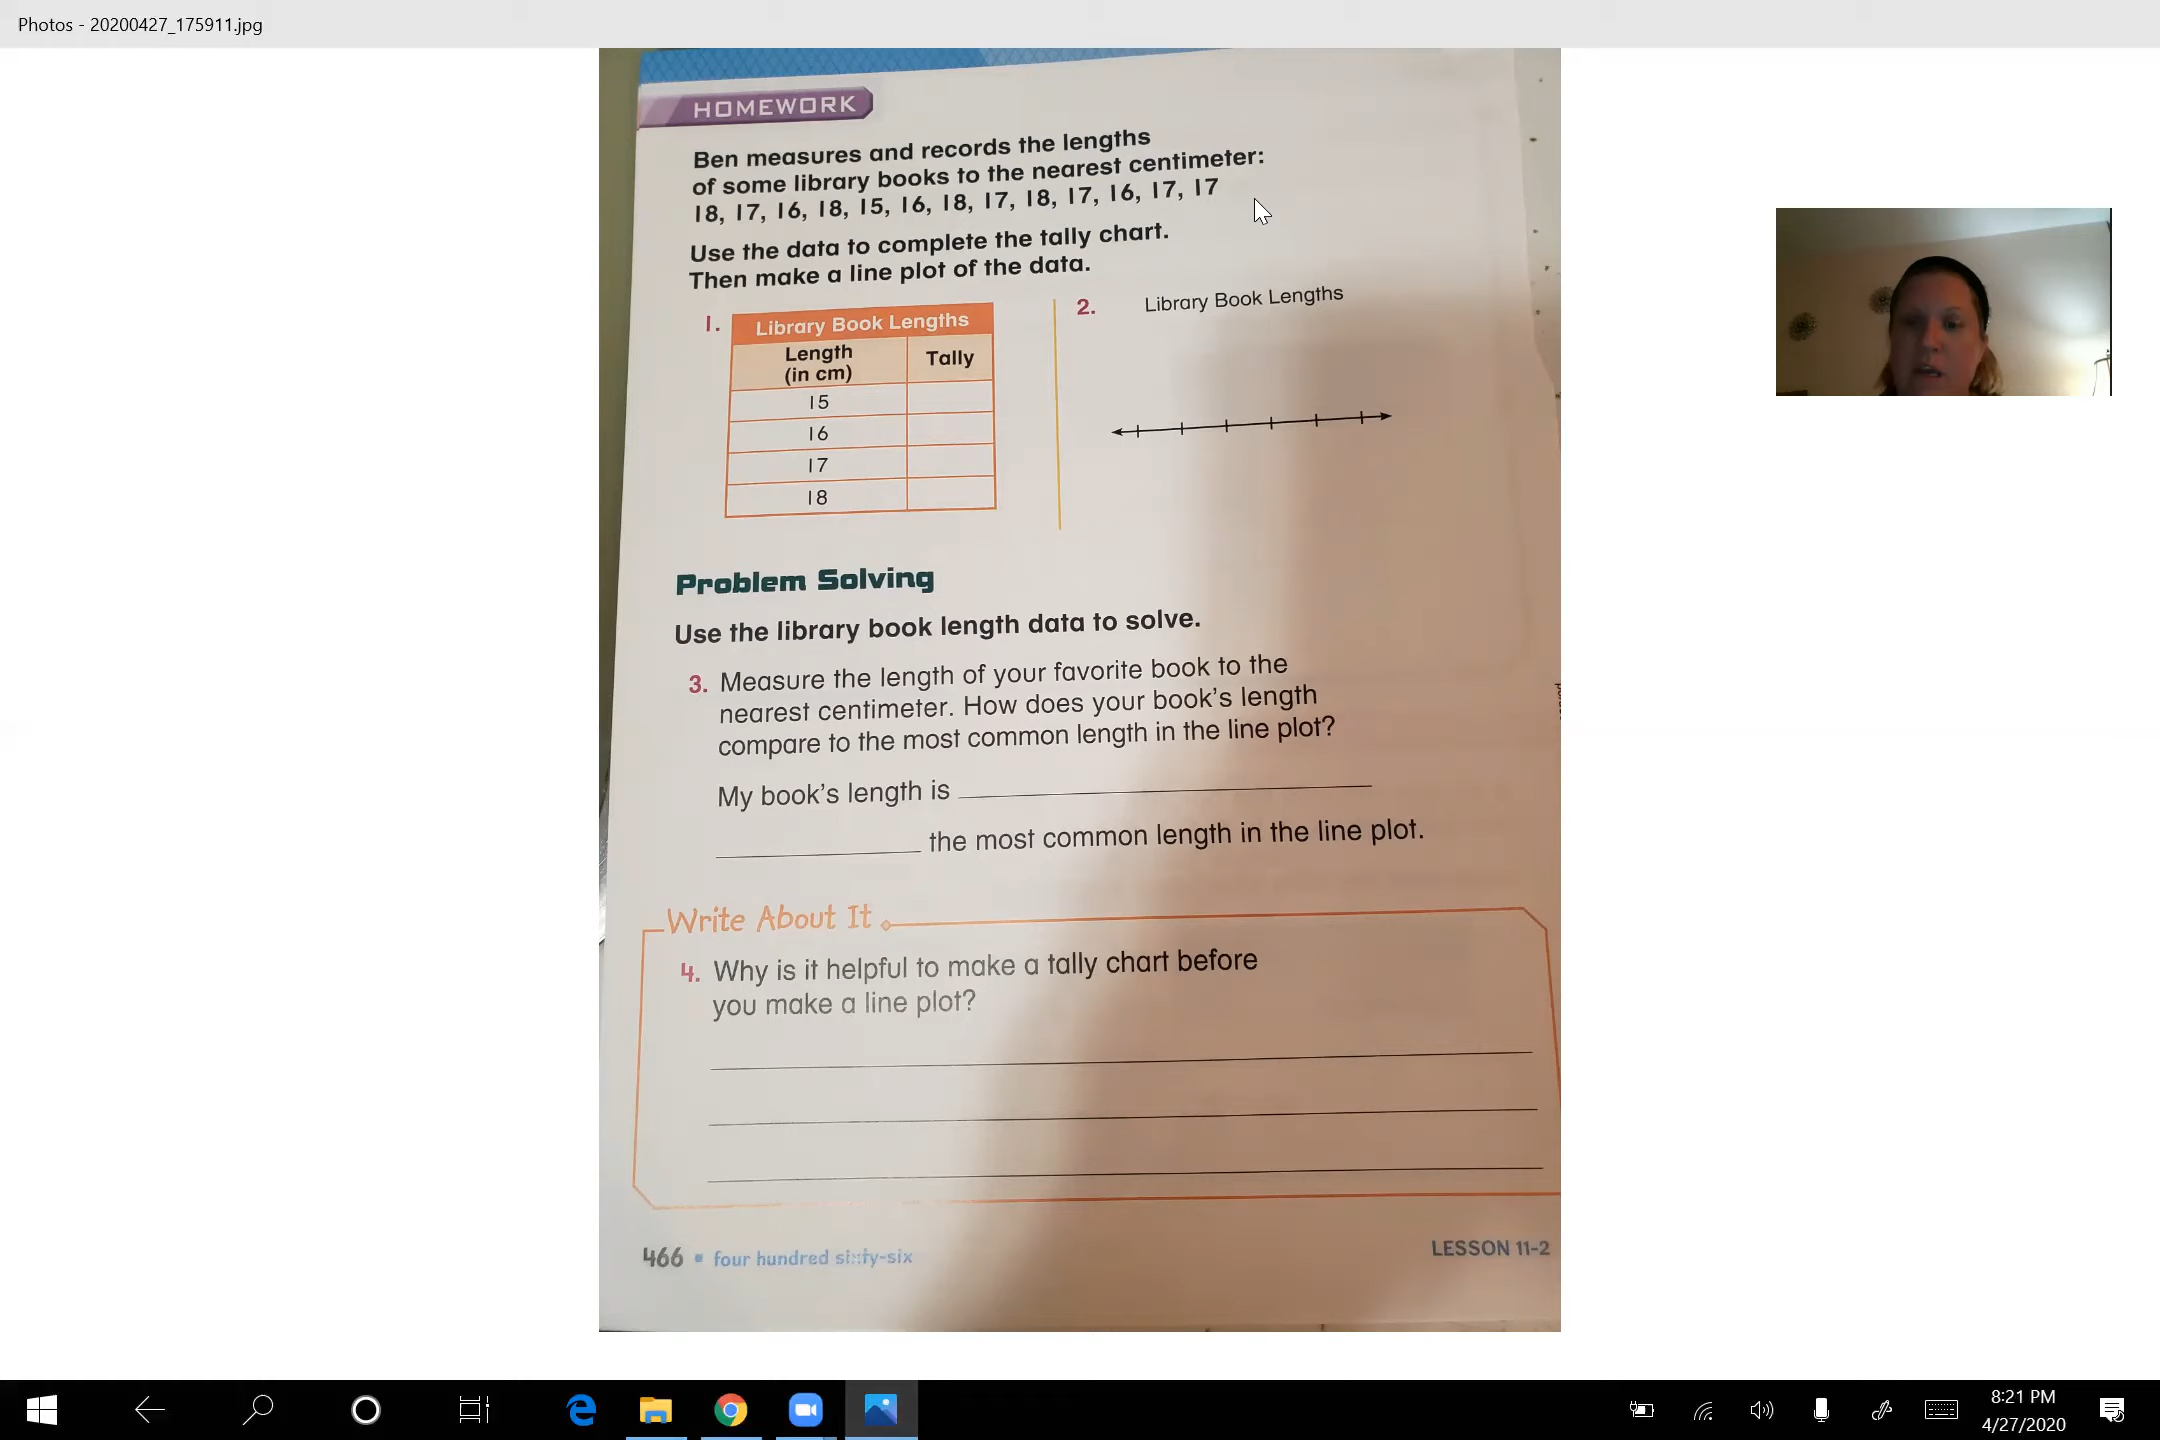 Photos - 20200427_175911.jpg
HOMEWORK
Ben measures and records the lengths
of some library books to the nearest centimeter:
18, 17, 16, 18, 15, 16, 18, 17, 18, 17, 16, 17, 17
Use the data to complete the tally chart.
Then make a line plot of the data.
1.
Library Book Lengths
Length
(in cm)
Tally
15
16
17
18
2.
Library Book Lengths
Problem Solving
Use the library book length data to solve.
3. Measure the length of your favorite book to the
nearest centimeter. How does your book's length
compare to the most common length in the line plot?
My book's length is
the most common length in the line plot.
Write About It
4. Why is it helpful to make a tally chart before
you make a line plot?
466 ▪ four hundred sixty-six
LESSON 11-2
8:21 PM
4/27/2020